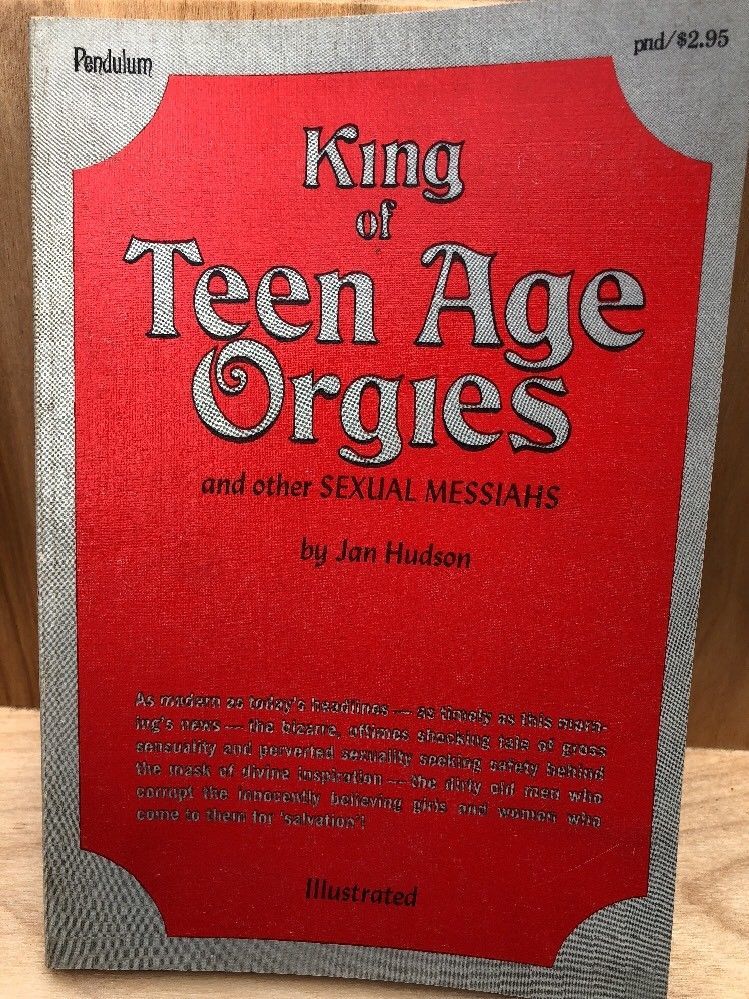 Pendulum
pnd/$2.95
King
of
Teen Age
Orgies
and other SEXUAL MESSIAHS
by Jan Hudson
As modern as today's headlines — as timely as this morn-
ing's news — the bizarre, oftimes shocking tale of gross
sensuality and perverted sexuality seeking safety behind
the mask of divine inspiration — the dirty old men who
corrupt the innocently believing girls and women who
come to them for 'salvation'!
Illustrated